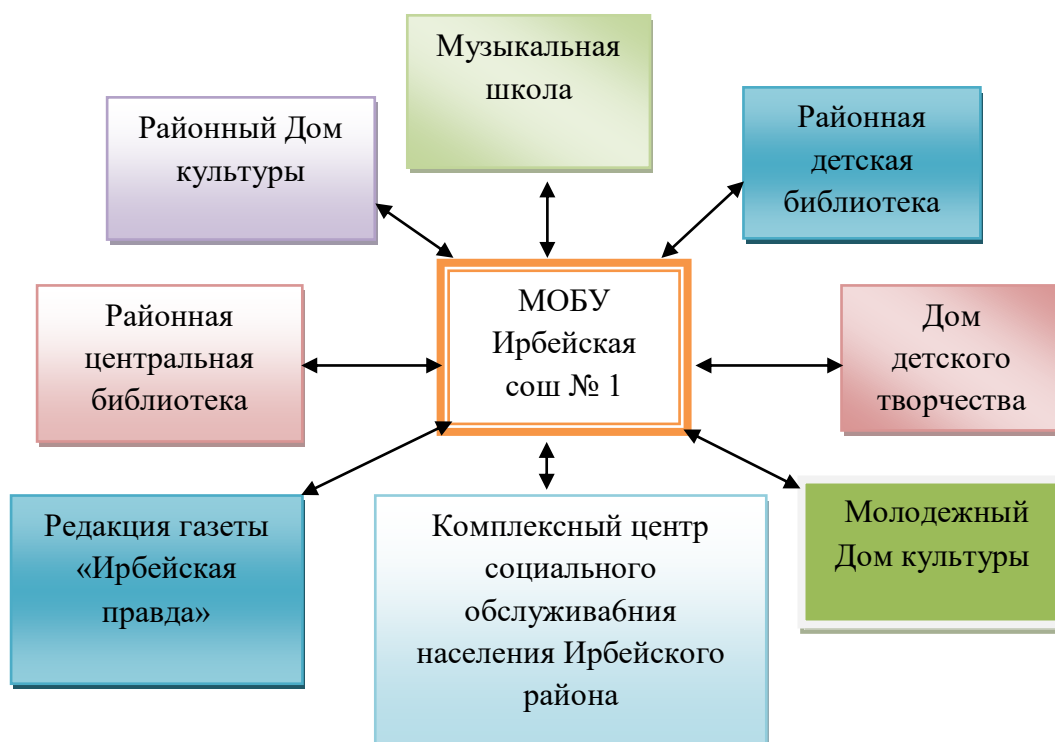 Музыкальная
школа
Районный Дом
культуры
Районная
детская
библиотека
Районная
центральная
библиотека
МОБУ
Ирбейская
сош № 1
Дом
детского
творчества
Редакция газеты
«Ирбейская
правда»
Комплексный центр
социального
обслужива6ния
населения Ирбейского
района
Молодежный
Дом культуры